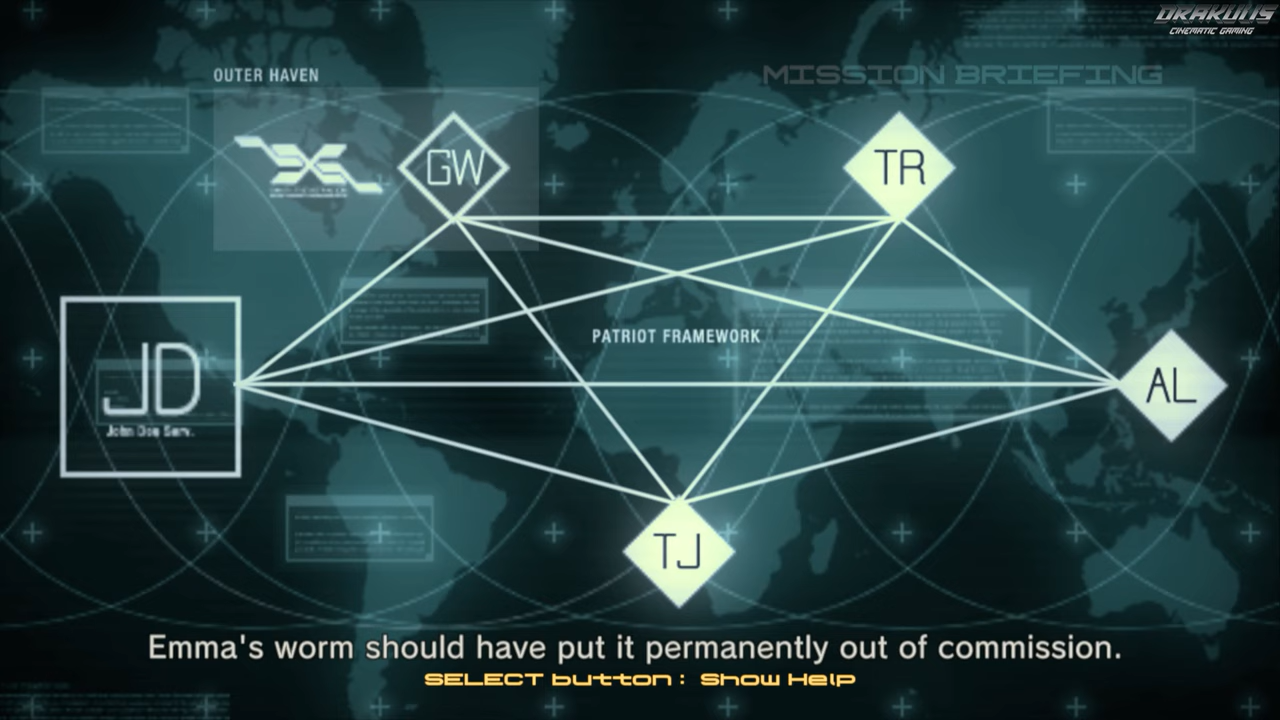 DRAKULIS
CINEMATIC GAMING
OUTER HAVEN
MISSION BRIEFING
GW
TR
PATRIOT FRAMEWORK
JD
John Doe Serv.
AL
TJ
Emma's worm should have put it permanently out of commission.
SELECT button : Show Help